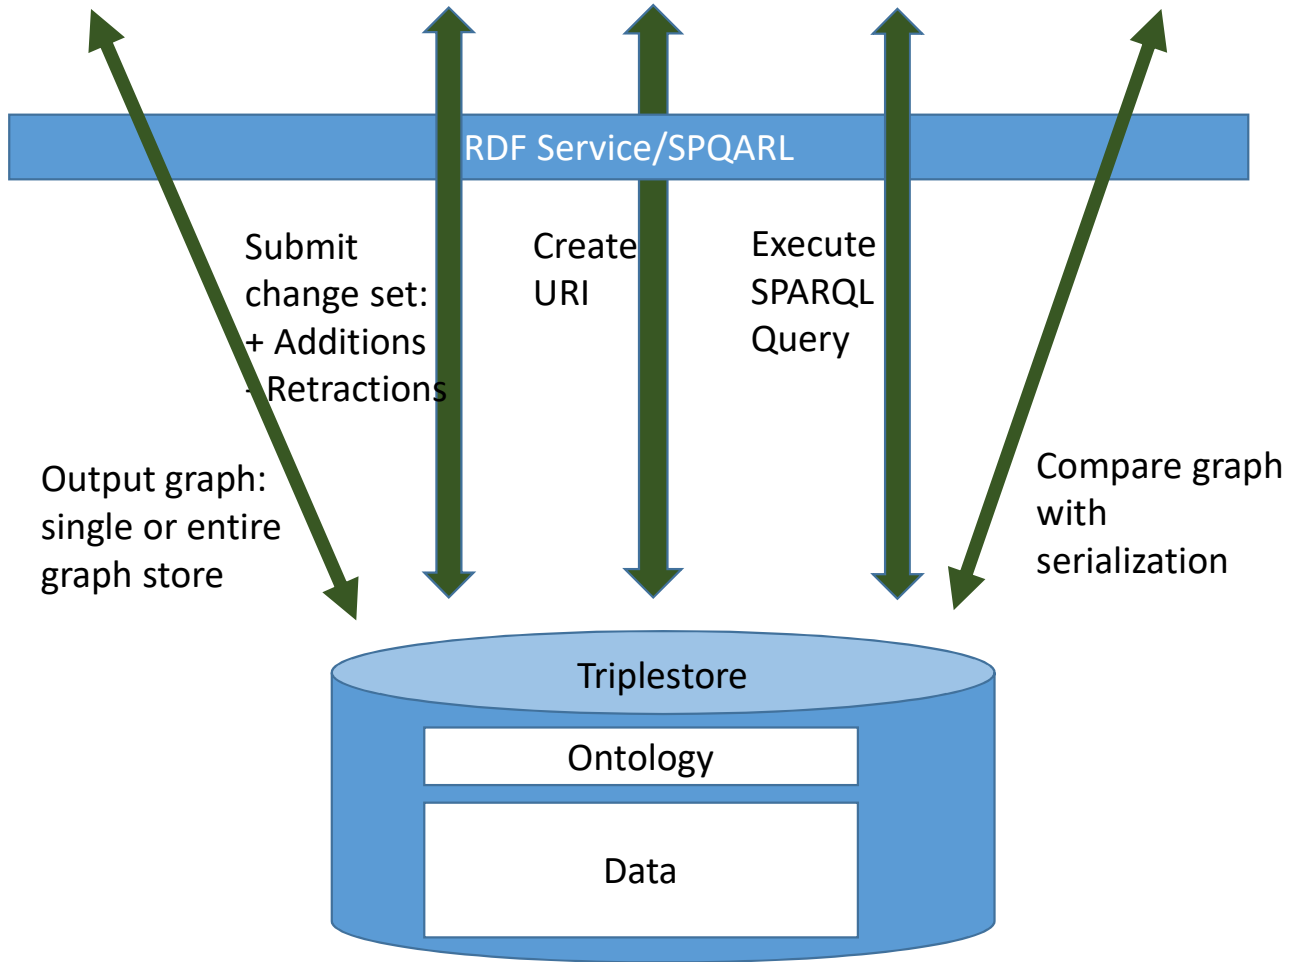 RDF Service/SPQARL
Submit
change set:
+ Additions
- Retractions
Create
URI
Execute
SPARQL
Query
Output graph:
single or entire
graph store
Compare graph
with
serialization
Triplestore
Ontology
Data